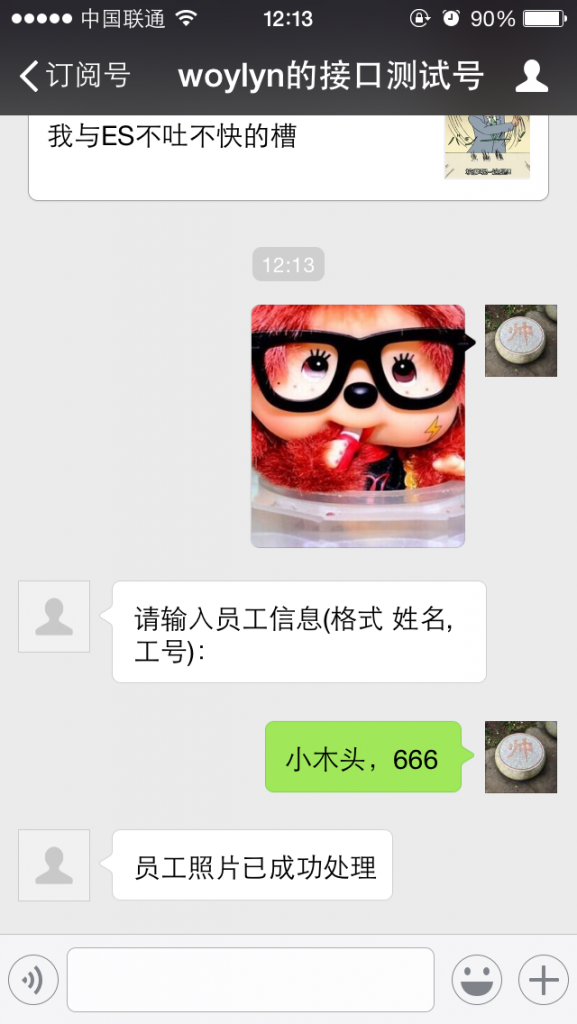 中国联通 12:13 90%
订阅号 woylyn的接口测试号
我与ES不吐不快的槽
12:13
帅
请输入员工信息(格式 姓名,
工号):
小木头，666
帅
员工照片已成功处理